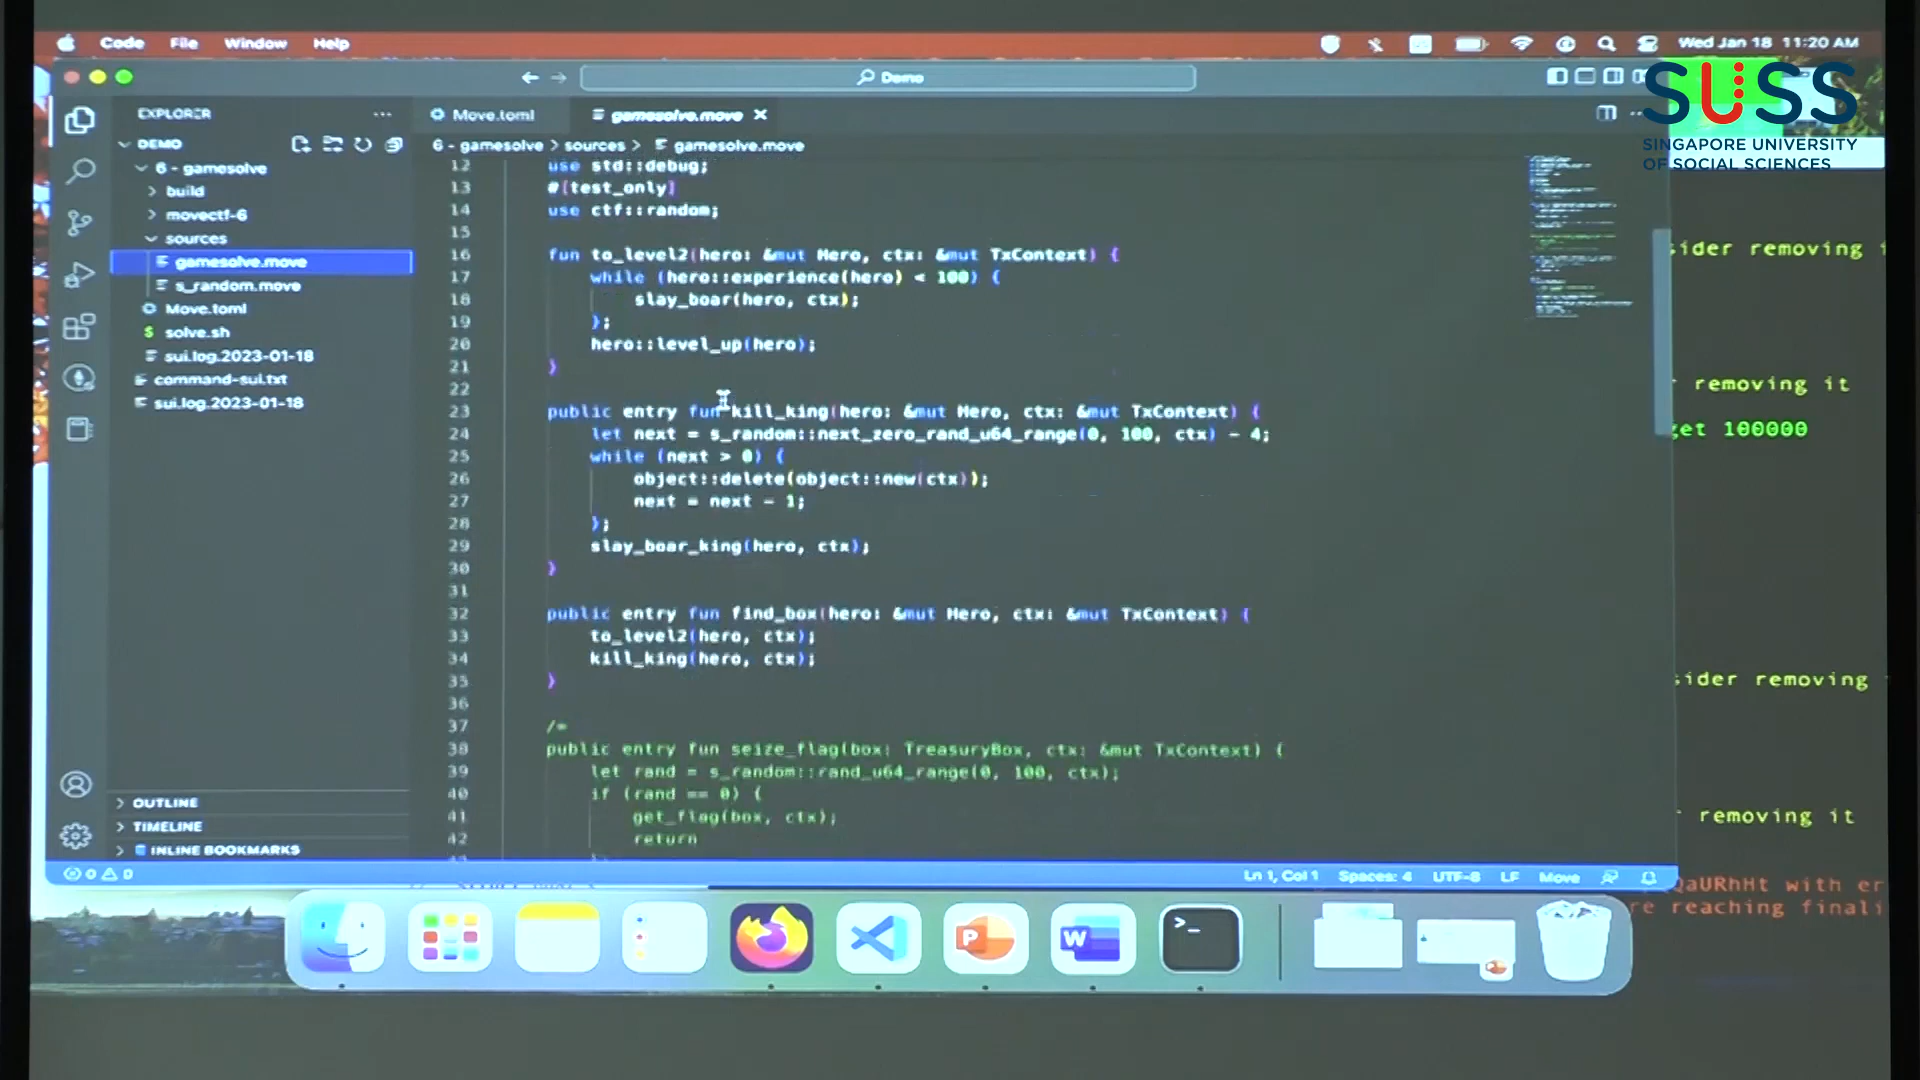 Code File Window Help
Wed Jan 18 11:20 AM
Demo
SUSS
SINGAPORE UNIVERSITY
OF SOCIAL SCIENCES
EXPLORER
DEMO
6 - gamesolve
build
movectf-6
sources
gamesolve.move
s_random.move
Move.toml
solve.sh
sui.log.2023-01-18
command-sui.txt
sui.log.2023-01-18
OUTLINE
TIMELINE
INLINE BOOKMARKS
Move.toml
gamesolve.move
6 - gamesolve > sources > gamesolve.move
12 use std::debug;
13 #[test_only]
14 use ctf::random;
15
16 fun to_level2(hero: &mut Hero, ctx: &mut TxContext) {
17 while (hero::experience(hero) < 100) {
18 slay_boar(hero, ctx);
19 };
20 hero::level_up(hero);
21 }
22
23 public entry fun kill_king(hero: &mut Hero, ctx: &mut TxContext) {
24 let next = s_random::next_zero_rand_u64_range(0, 100, ctx) - 4;
25 while (next > 0) {
26 object::delete(object::new(ctx));
27 next = next - 1;
28 };
29 slay_boar_king(hero, ctx);
30 }
31
32 public entry fun find_box(hero: &mut Hero, ctx: &mut TxContext) {
33 to_level2(hero, ctx);
34 kill_king(hero, ctx);
35 }
36
37 /*
38 public entry fun seize_flag(box: TreasuryBox, ctx: &mut TxContext) {
39 let rand = s_random::rand_u64_range(0, 100, ctx);
40 if (rand == 0) {
41 get_flag(box, ctx);
42 return
sider removing i
removing it
get 100000
sider removing
removing it
QaURhHt with er
re reaching finali
0 0
Ln 1, Col 1 Spaces: 4 UTF-8 LF Move
P
W
>_